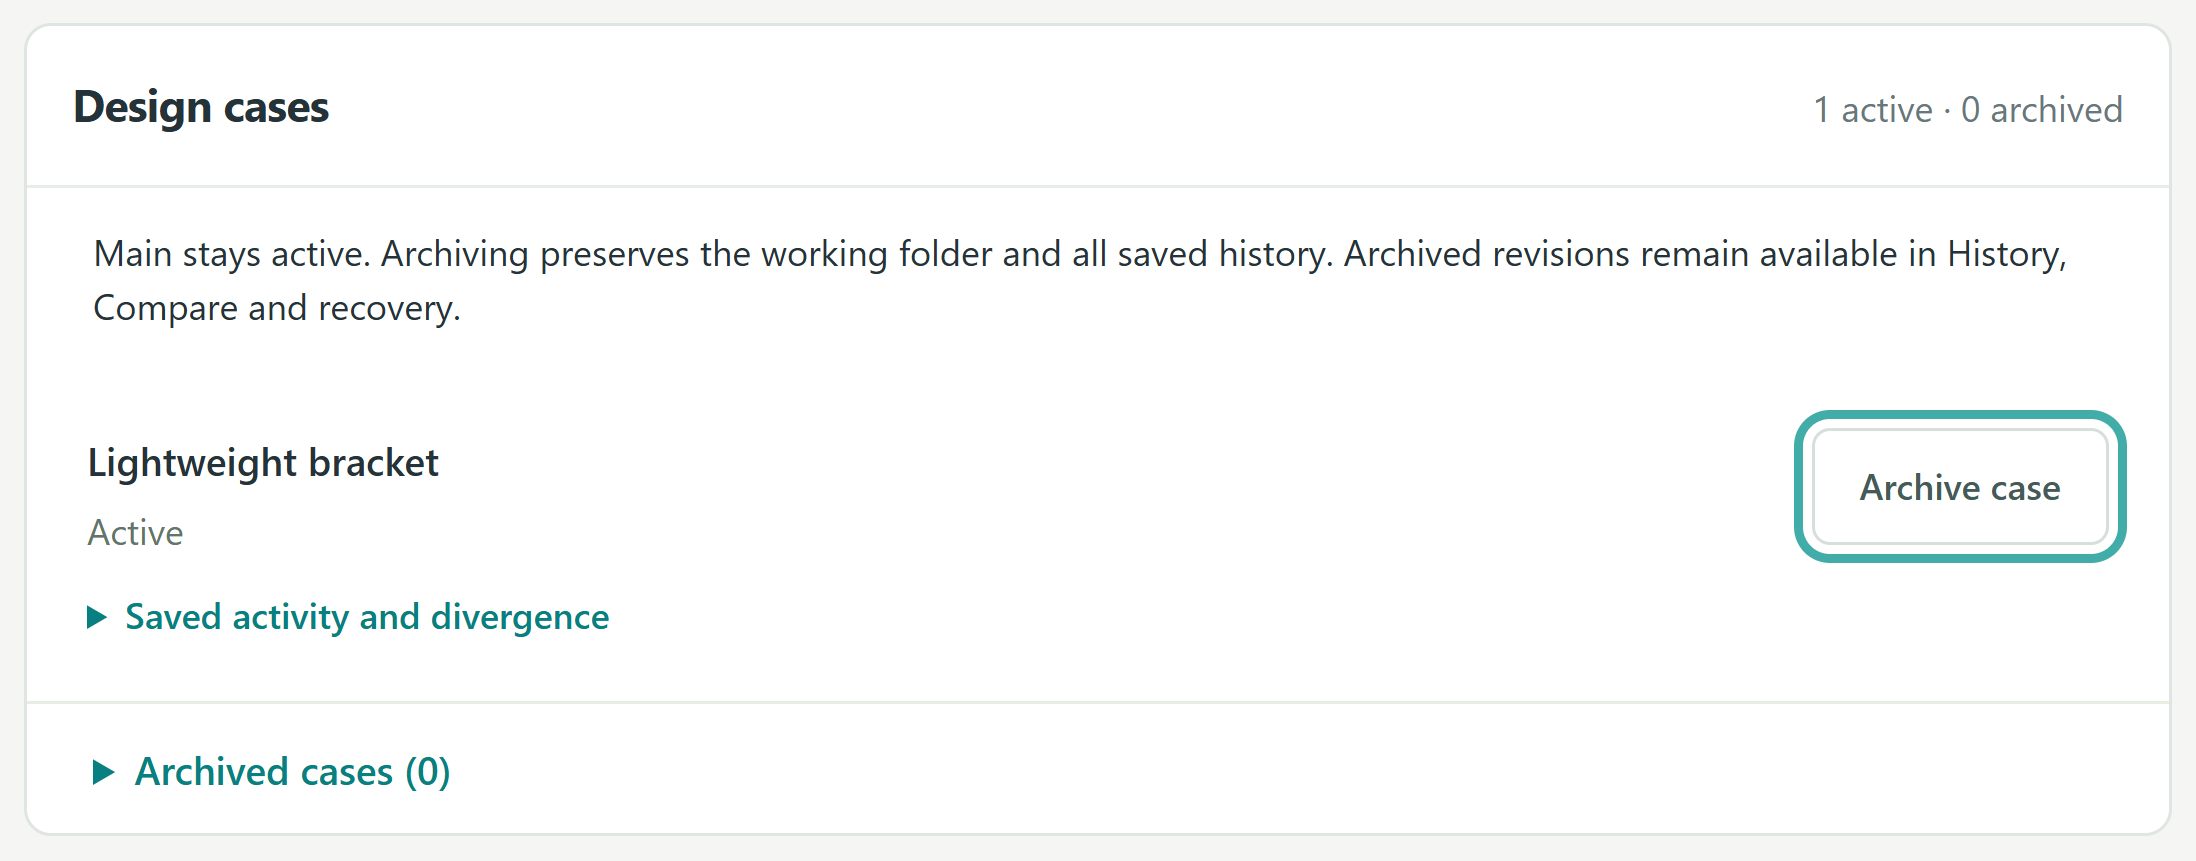 Design cases
1 active · 0 archived
Main stays active. Archiving preserves the working folder and all saved history. Archived revisions remain available in History,
Compare and recovery.
Lightweight bracket
Archive case
Active
Saved activity and divergence
Archived cases (0)